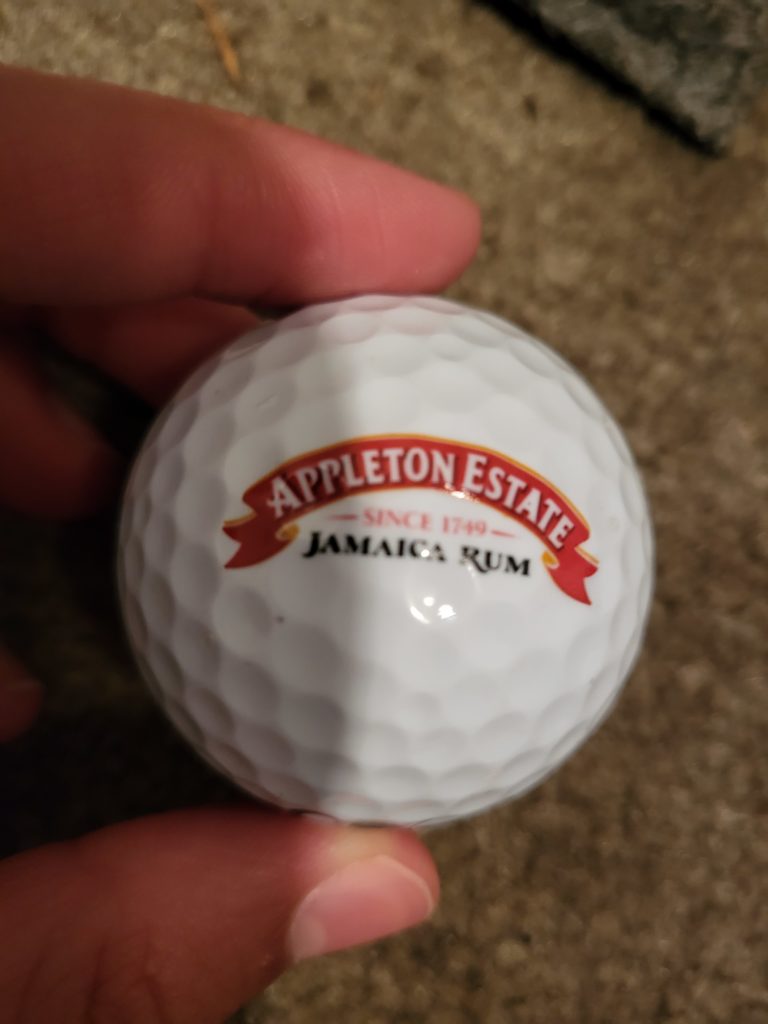 APPLETON ESTATE
SINCE 1749
JAMAICA RUM